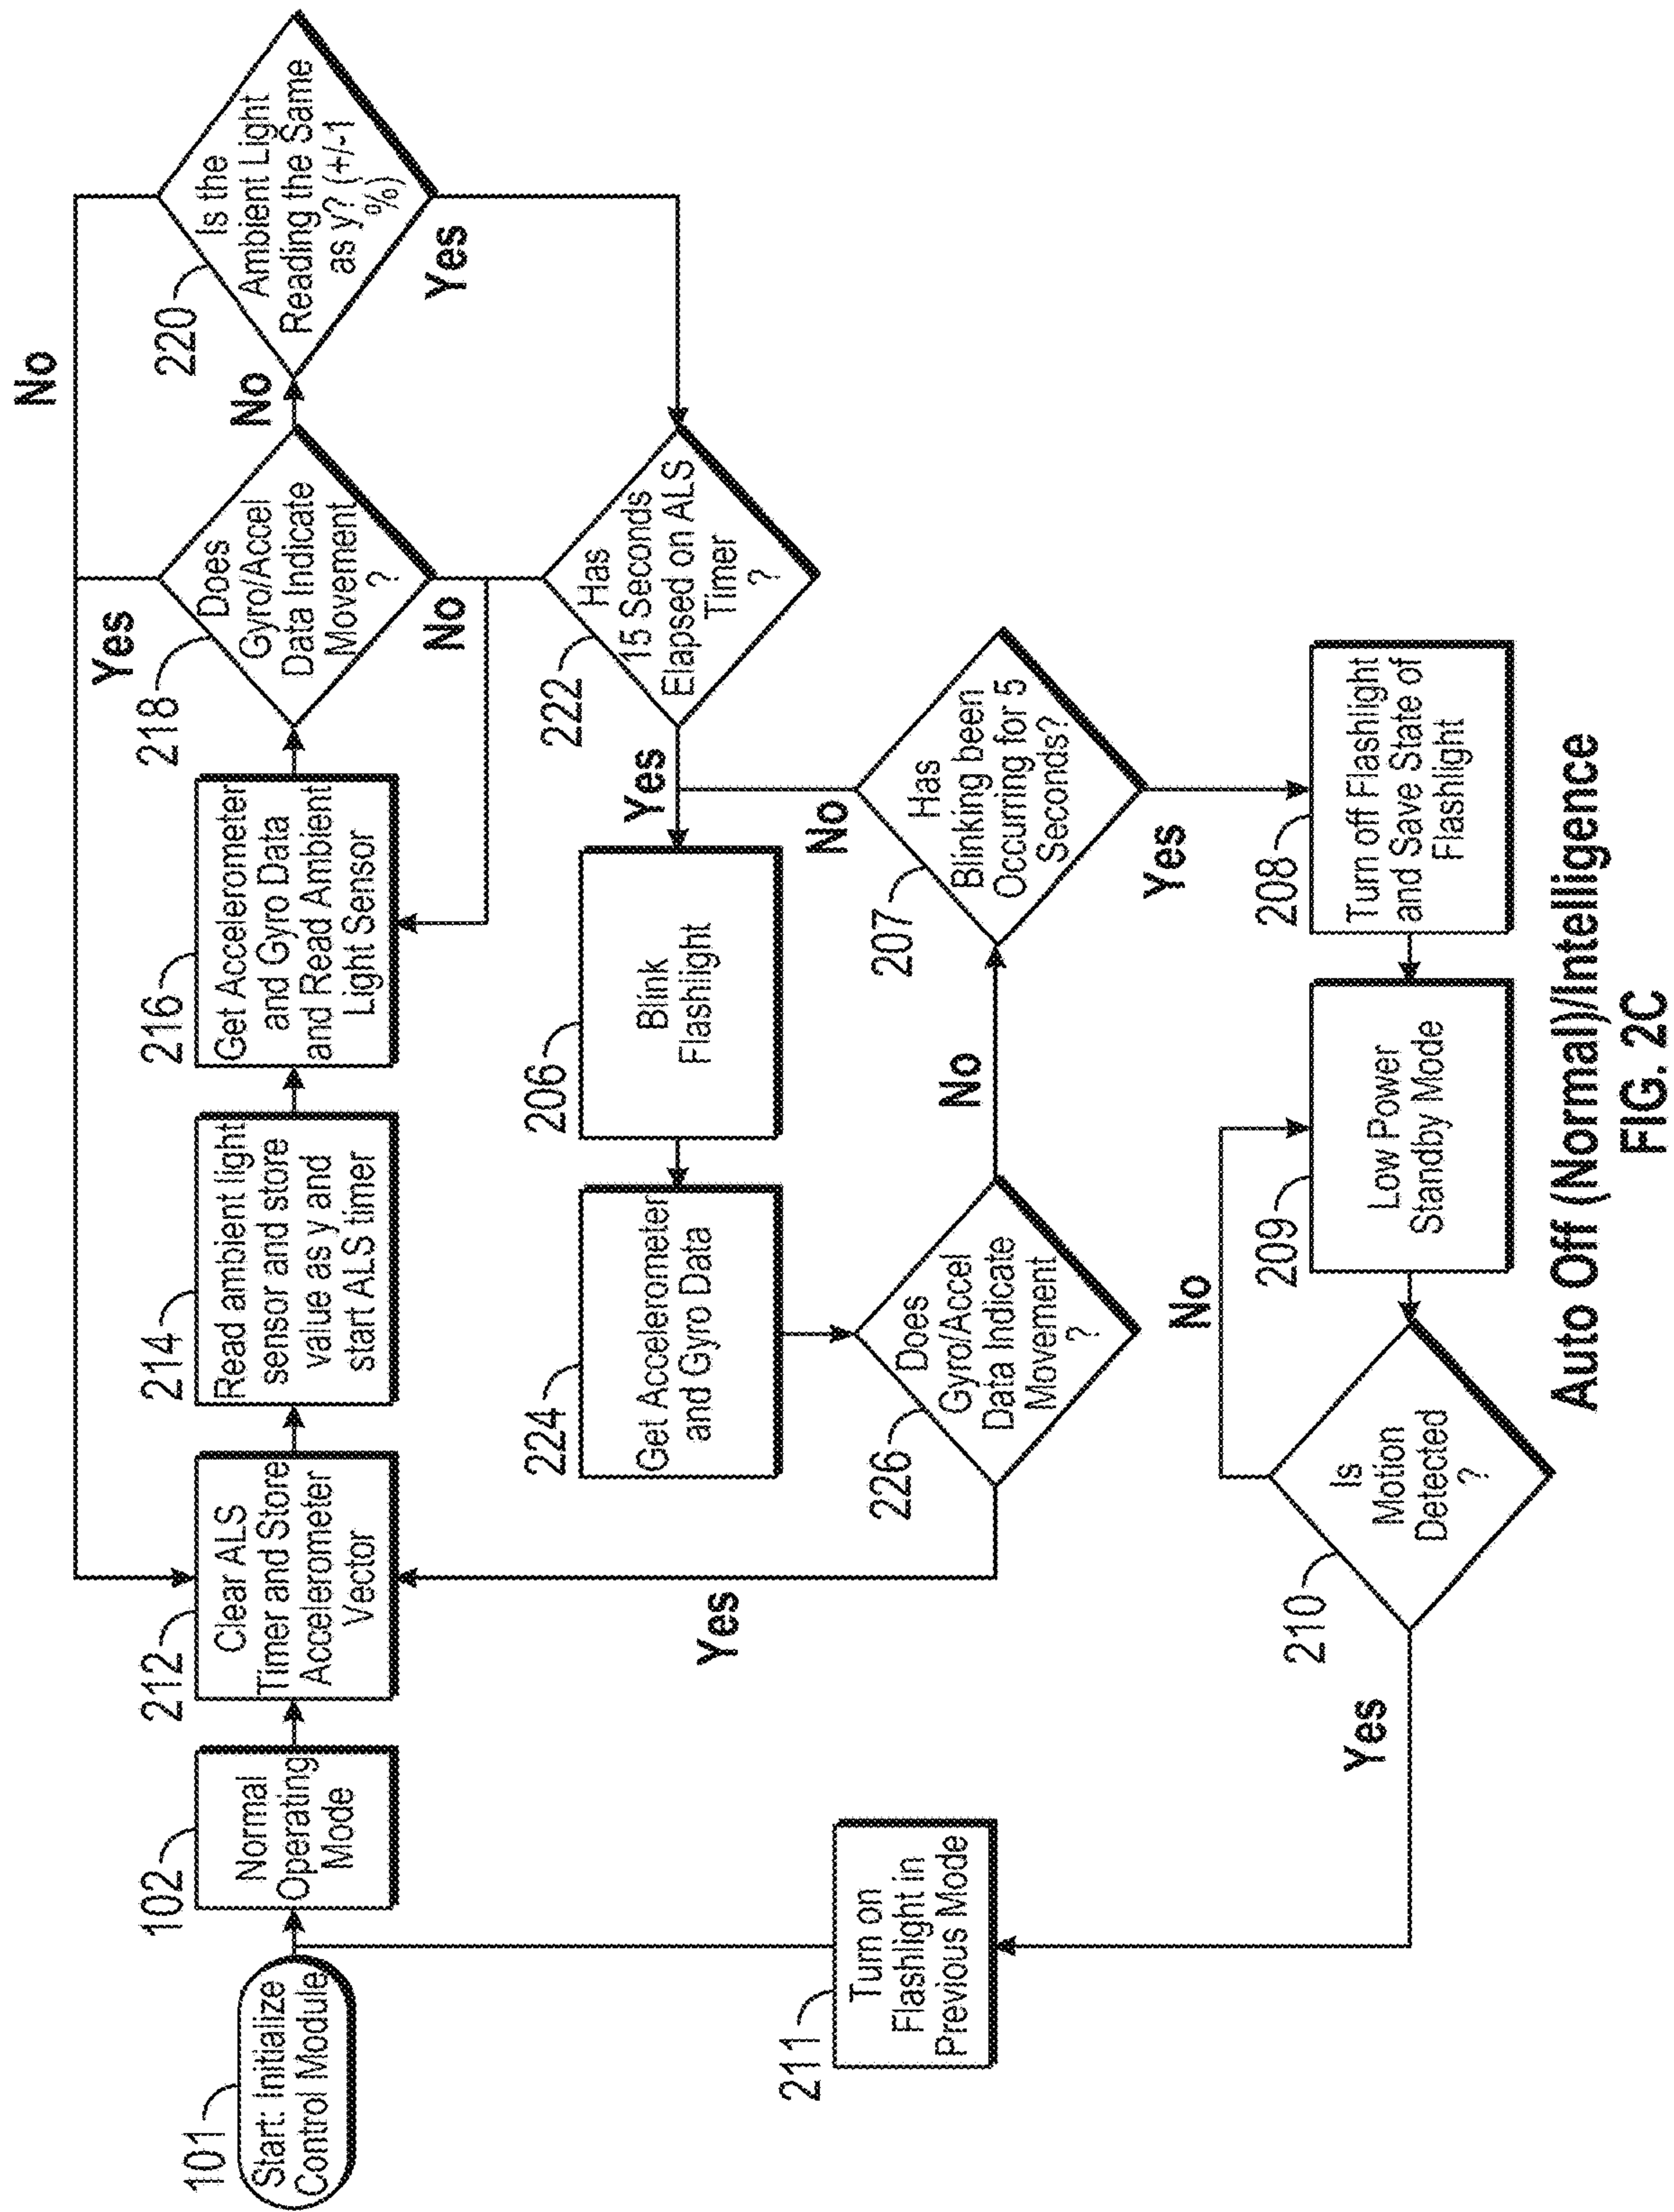 101
Start: Initialize
Control Module
102
Normal
Operating
Mode
212
Clear ALS
Timer and Store
Accelerometer
Vector
214
Read ambient light
sensor and store
value as y and
start ALS timer
216
Get Accelerometer
and Gyro Data
and Read Ambient
Light Sensor
218
Does
Gyro/Accel
Data Indicate
Movement
?
Yes
No
No
220
Is the
Ambient Light
Reading the Same
as y? (+/-1
%)
No
Yes
222
Has
15 Seconds
Elapsed on ALS
Timer
?
No
Yes
206
Blink
Flashlight
224
Get Accelerometer
and Gyro Data
226
Does
Gyro/Accel
Data Indicate
Movement
?
Yes
No
207
Has
Blinking been
Occurring for 5
Seconds?
Yes
208
Turn off Flashlight
and Save State of
Flashlight
209
Low Power
Standby Mode
No
210
Is
Motion
Detected
?
Yes
211
Turn on
Flashlight in
Previous Mode
Auto Off (Normal)/Intelligence
FIG. 2C